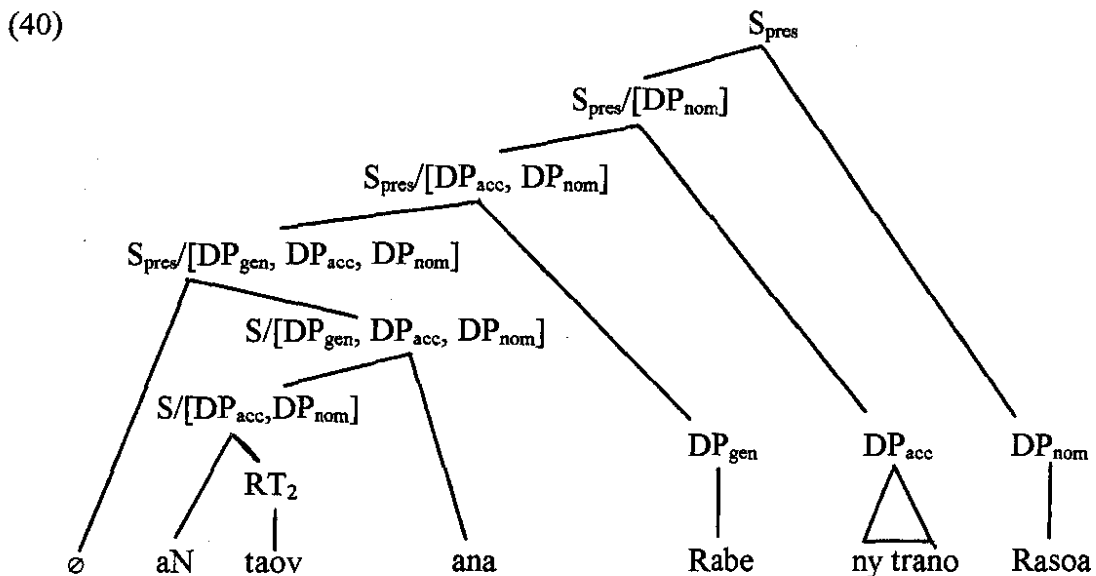 (40)
S_pres
S_pres/[DP_nom]
S_pres/[DP_acc, DP_nom]
S_pres/[DP_gen, DP_acc, DP_nom]
S/[DP_gen, DP_acc, DP_nom]
S/[DP_acc,DP_nom]
DP_gen DP_acc DP_nom
RT_2
ø aN taov ana Rabe ny trano Rasoa